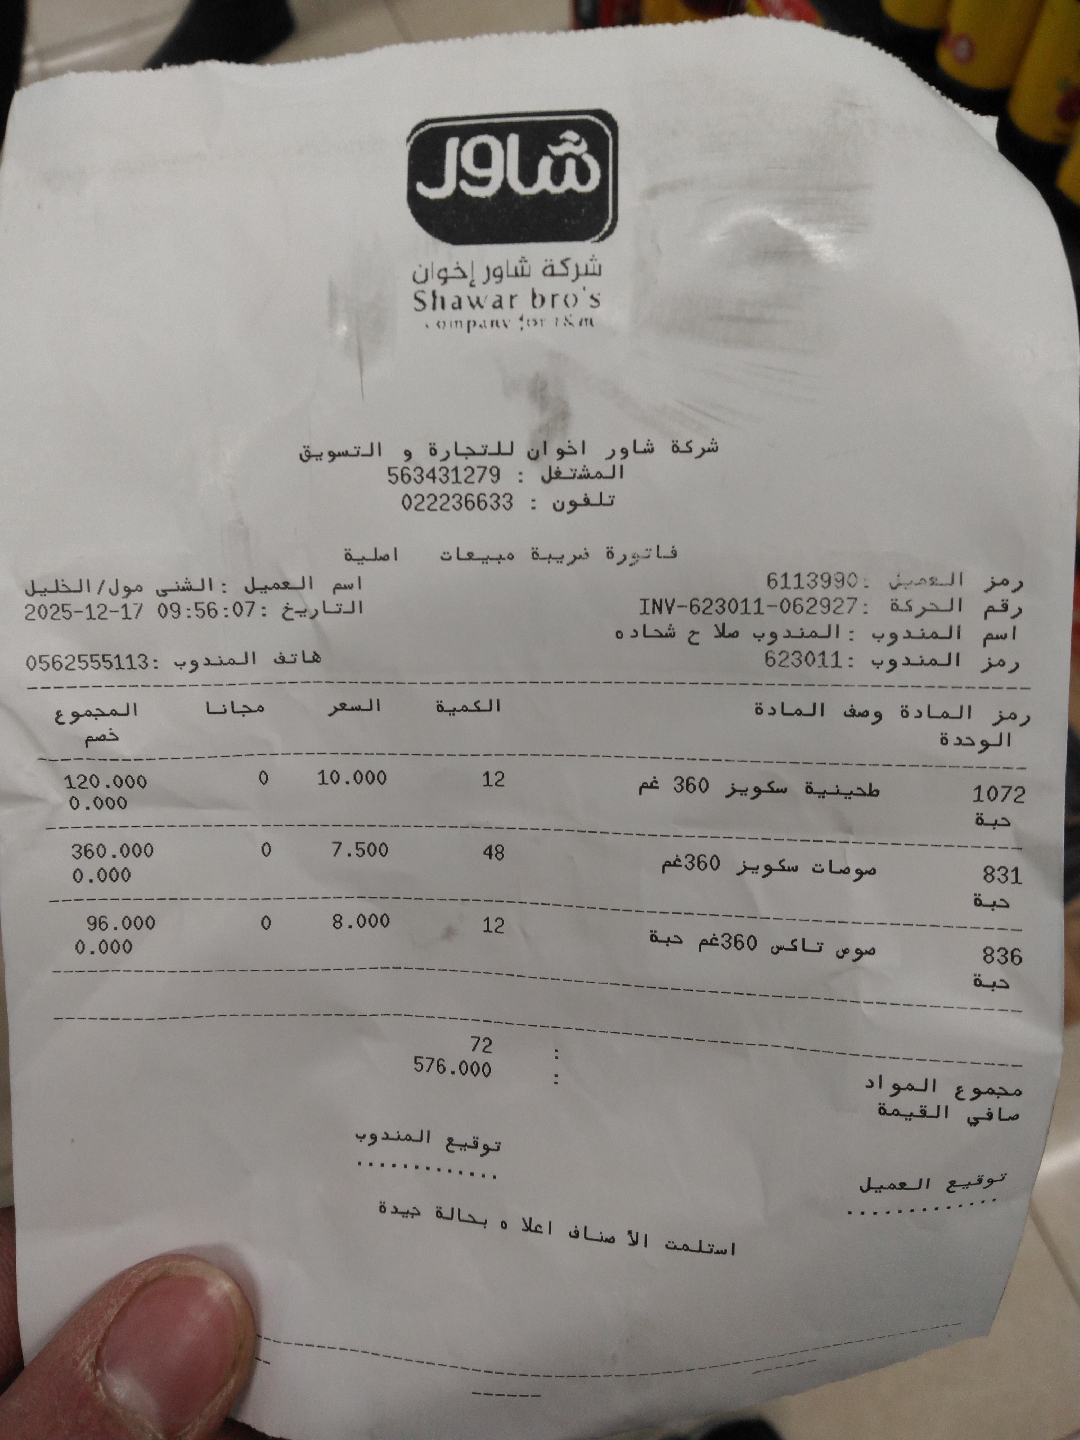 شاور
شركة شاور إخوان
Shawar bro's
company for t&m
شركة شاور اخوان للتجارة و التسويق
المشتغل : 563431279
تلفون : 022236633
فاتورة ضريبة مبيعات اصلية
رمز العميل :6113990 اسم العميل :الشنى مول/الخليل
رقم الحركة :INV-623011-062927 التاريخ :2025-12-17 09:56:07
اسم المندوب :المندوب صلاح شحاده
رمز المندوب :623011 هاتف المندوب :0562555113
رمز المادة وصف المادة الكمية السعر مجانا المجموع
الوحدة خصم
1072 طحينية سكويز 360 غم 12 10.000 0 120.000
حبة 0.000
831 صوصات سكويز 360غم 48 7.500 0 360.000
حبة 0.000
836 صوص تاكس 360غم حبة 12 8.000 0 96.000
حبة 0.000
مجموع المواد : 72
صافي القيمة : 576.000
توقيع العميل توقيع المندوب
............. .............
استلمت الأصناف اعلاه بحالة جيدة